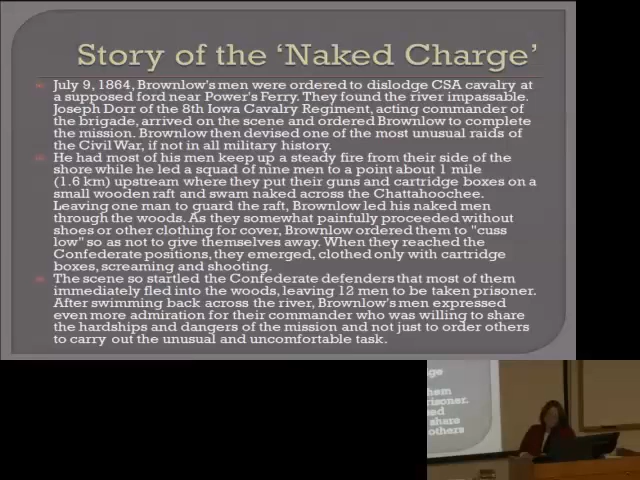 Story of the ‘Naked Charge’
July 9, 1864, Brownlow's men were ordered to dislodge CSA cavalry at
a supposed ford near Power's Ferry. They found the river impassable.
Joseph Dorr of the 8th Iowa Cavalry Regiment, acting commander of
the brigade, arrived on the scene and ordered Brownlow to complete
the mission. Brownlow then devised one of the most unusual raids of
the Civil War, if not in all military history.
He had most of his men keep up a steady fire from their side of the
shore while he led a squad of nine men to a point about 1 mile
(1.6 km) upstream where they put their guns and cartridge boxes on a
small wooden raft and swam naked across the Chattahoochee.
Leaving one man to guard the raft, Brownlow led his naked men
through the woods. As they somewhat painfully proceeded without
shoes or other clothing for cover, Brownlow ordered them to "cuss
low" so as not to give themselves away. When they reached the
Confederate positions, they emerged, clothed only with cartridge
boxes, screaming and shooting.
The scene so startled the Confederate defenders that most of them
immediately fled into the woods, leaving 12 men to be taken prisoner.
After swimming back across the river, Brownlow's men expressed
even more admiration for their commander who was willing to share
the hardships and dangers of the mission and not just to order others
to carry out the unusual and uncomfortable task.
ge
hem
risoner.
sed
share
others